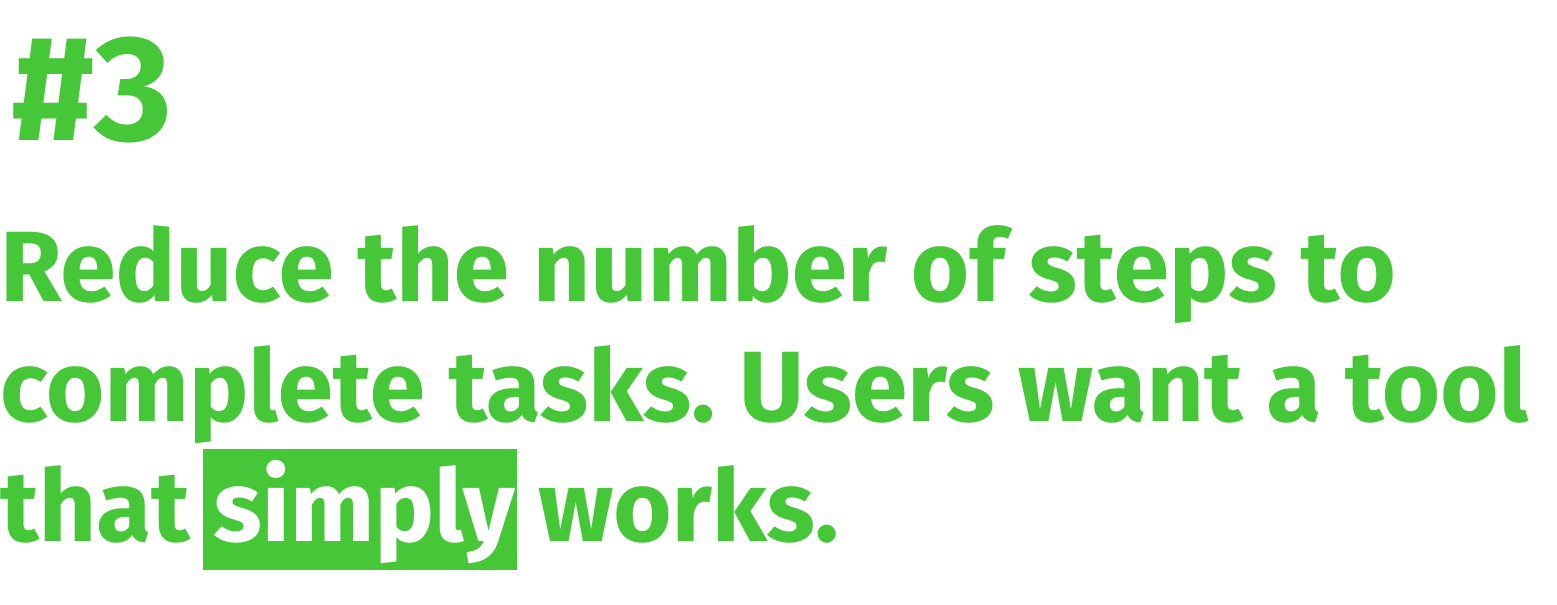 #3
Reduce the number of steps to
complete tasks. Users want a tool
that simply works.